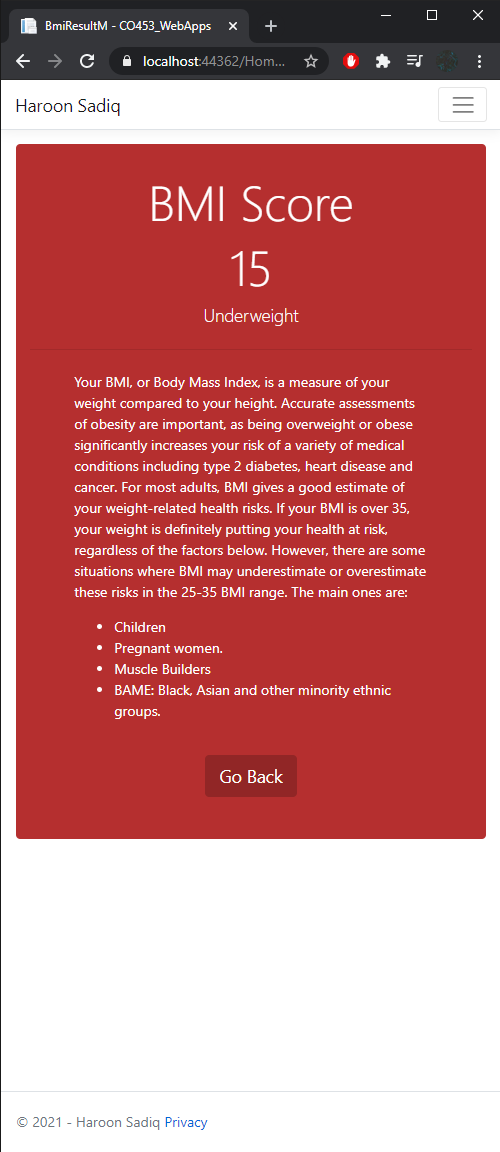 BmiResultM - CO453_WebApps
localhost:44362/Hom...
Haroon Sadiq
BMI Score
15
Underweight
Your BMI, or Body Mass Index, is a measure of your
weight compared to your height. Accurate assessments
of obesity are important, as being overweight or obese
significantly increases your risk of a variety of medical
conditions including type 2 diabetes, heart disease and
cancer. For most adults, BMI gives a good estimate of
your weight-related health risks. If your BMI is over 35,
your weight is definitely putting your health at risk,
regardless of the factors below. However, there are some
situations where BMI may underestimate or overestimate
these risks in the 25-35 BMI range. The main ones are:
• Children
• Pregnant women.
• Muscle Builders
• BAME: Black, Asian and other minority ethnic
groups.
Go Back
© 2021 - Haroon Sadiq Privacy